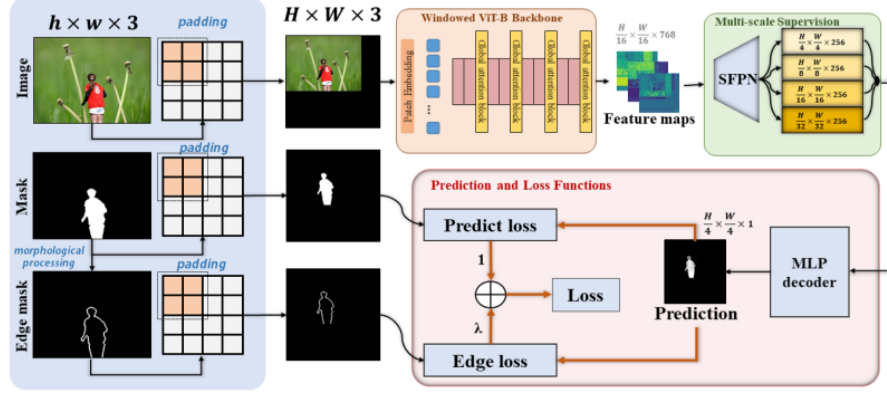 h × w × 3
padding
Image
H × W × 3
Windowed ViT-B Backbone
Patch Embedding
...
Global attention block
Global attention block
Global attention block
Global attention block
H/16 × W/16 × 768
Feature maps
Multi-scale Supervision
SFPN
H/4 × W/4 × 256
H/8 × W/8 × 256
H/16 × W/16 × 256
H/32 × W/32 × 256
padding
Mask
morphological
processing
padding
Edge mask
Prediction and Loss Functions
Predict loss
1
Loss
λ
Edge loss
H/4 × W/4 × 1
Prediction
MLP
decoder